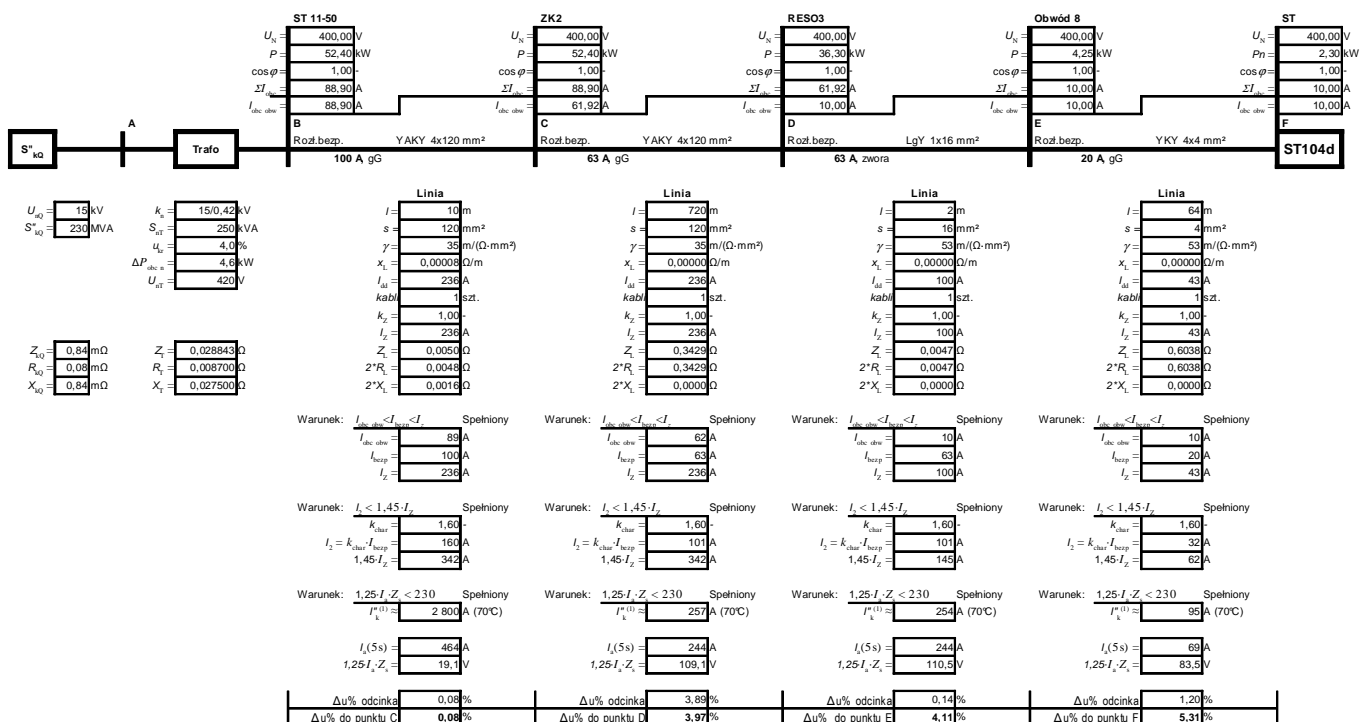 ST 11-50 ZK2 RESO3 Obwód 8 ST
U_N = 400,00 V U_N = 400,00 V U_N = 400,00 V U_N = 400,00 V U_N = 400,00 V
P = 52,40 kW P = 52,40 kW P = 36,30 kW P = 4,25 kW Pn = 2,30 kW
cosφ = 1,00 - cosφ = 1,00 - cosφ = 1,00 - cosφ = 1,00 - cosφ = 1,00 -
ΣI_obc = 88,90 A ΣI_obc = 88,90 A ΣI_obc = 61,92 A ΣI_obc = 10,00 A ΣI_obc = 10,00 A
I_obc obw = 88,90 A I_obc obw = 61,92 A I_obc obw = 10,00 A I_obc obw = 10,00 A I_obc obw = 10,00 A
A B C D E F
S"_kQ Trafo Rozł.bezp. YAKY 4x120 mm² Rozł.bezp. YAKY 4x120 mm² Rozł.bezp. LgY 1x16 mm² Rozł.bezp. YKY 4x4 mm² ST104d
100 A, gG 63 A, gG 63 A, zwora 20 A, gG
Linia Linia Linia Linia
U_nQ = 15 kV k_n = 15/0,42 kV l = 10 m l = 720 m l = 2 m l = 64 m
S"_kQ = 230 MVA S_nT = 250 kVA s = 120 mm² s = 120 mm² s = 16 mm² s = 4 mm²
u_kr = 4,0 % γ = 35 m/(Ω·mm²) γ = 35 m/(Ω·mm²) γ = 53 m/(Ω·mm²) γ = 53 m/(Ω·mm²)
ΔP_obc n = 4,6 kW x_L = 0,00008 Ω/m x_L = 0,00000 Ω/m x_L = 0,00000 Ω/m x_L = 0,00000 Ω/m
U_nT = 420 V I_dd = 236 A I_dd = 236 A I_dd = 100 A I_dd = 43 A
kabli 1 szt. kabli 1 szt. kabli 1 szt. kabli 1 szt.
k_Z = 1,00 - k_Z = 1,00 - k_Z = 1,00 - k_Z = 1,00 -
I_Z = 236 A I_Z = 236 A I_Z = 100 A I_Z = 43 A
Z_kQ = 0,84 mΩ Z_T = 0,028843 Ω Z_L = 0,0050 Ω Z_L = 0,3429 Ω Z_L = 0,0047 Ω Z_L = 0,6038 Ω
R_kQ = 0,08 mΩ R_T = 0,008700 Ω 2*R_L = 0,0048 Ω 2*R_L = 0,3429 Ω 2*R_L = 0,0047 Ω 2*R_L = 0,6038 Ω
X_kQ = 0,84 mΩ X_T = 0,027500 Ω 2*X_L = 0,0016 Ω 2*X_L = 0,0000 Ω 2*X_L = 0,0000 Ω 2*X_L = 0,0000 Ω
Warunek: I_obc obw<I_bezp<I_z Spełniony Warunek: I_obc obw<I_bezp<I_z Spełniony Warunek: I_obc obw<I_bezp<I_z Spełniony Warunek: I_obc obw<I_bezp<I_z Spełniony
I_obc obw = 89 A I_obc obw = 62 A I_obc obw = 10 A I_obc obw = 10 A
I_bezp = 100 A I_bezp = 63 A I_bezp = 63 A I_bezp = 20 A
I_Z = 236 A I_Z = 236 A I_Z = 100 A I_Z = 43 A
Warunek: I_2 < 1,45·I_Z Spełniony Warunek: I_2 < 1,45·I_Z Spełniony Warunek: I_2 < 1,45·I_Z Spełniony Warunek: I_2 < 1,45·I_Z Spełniony
k_char = 1,60 - k_char = 1,60 - k_char = 1,60 - k_char = 1,60 -
I_2 = k_char·I_bezp = 160 A I_2 = k_char·I_bezp = 101 A I_2 = k_char·I_bezp = 101 A I_2 = k_char·I_bezp = 32 A
1,45·I_Z = 342 A 1,45·I_Z = 342 A 1,45·I_Z = 145 A 1,45·I_Z = 62 A
Warunek: 1,25·I_a·Z_s < 230 Spełniony Warunek: 1,25·I_a·Z_s < 230 Spełniony Warunek: 1,25·I_a·Z_s < 230 Spełniony Warunek: 1,25·I_a·Z_s < 230 Spełniony
I"_k^(1) ≈ 2 800 A (70°C) I"_k^(1) ≈ 257 A (70°C) I"_k^(1) ≈ 254 A (70°C) I"_k^(1) ≈ 95 A (70°C)
I_a(5s) = 464 A I_a(5s) = 244 A I_a(5s) = 244 A I_a(5s) = 69 A
1,25·I_a·Z_s = 19,1 V 1,25·I_a·Z_s = 109,1 V 1,25·I_a·Z_s = 110,5 V 1,25·I_a·Z_s = 83,5 V
Δu% odcinka 0,08 % Δu% odcinka 3,89 % Δu% odcinka 0,14 % Δu% odcinka 1,20 %
Δu% do punktu C 0,08 % Δu% do punktu D 3,97 % Δu% do punktu E 4,11 % Δu% do punktu F 5,31 %